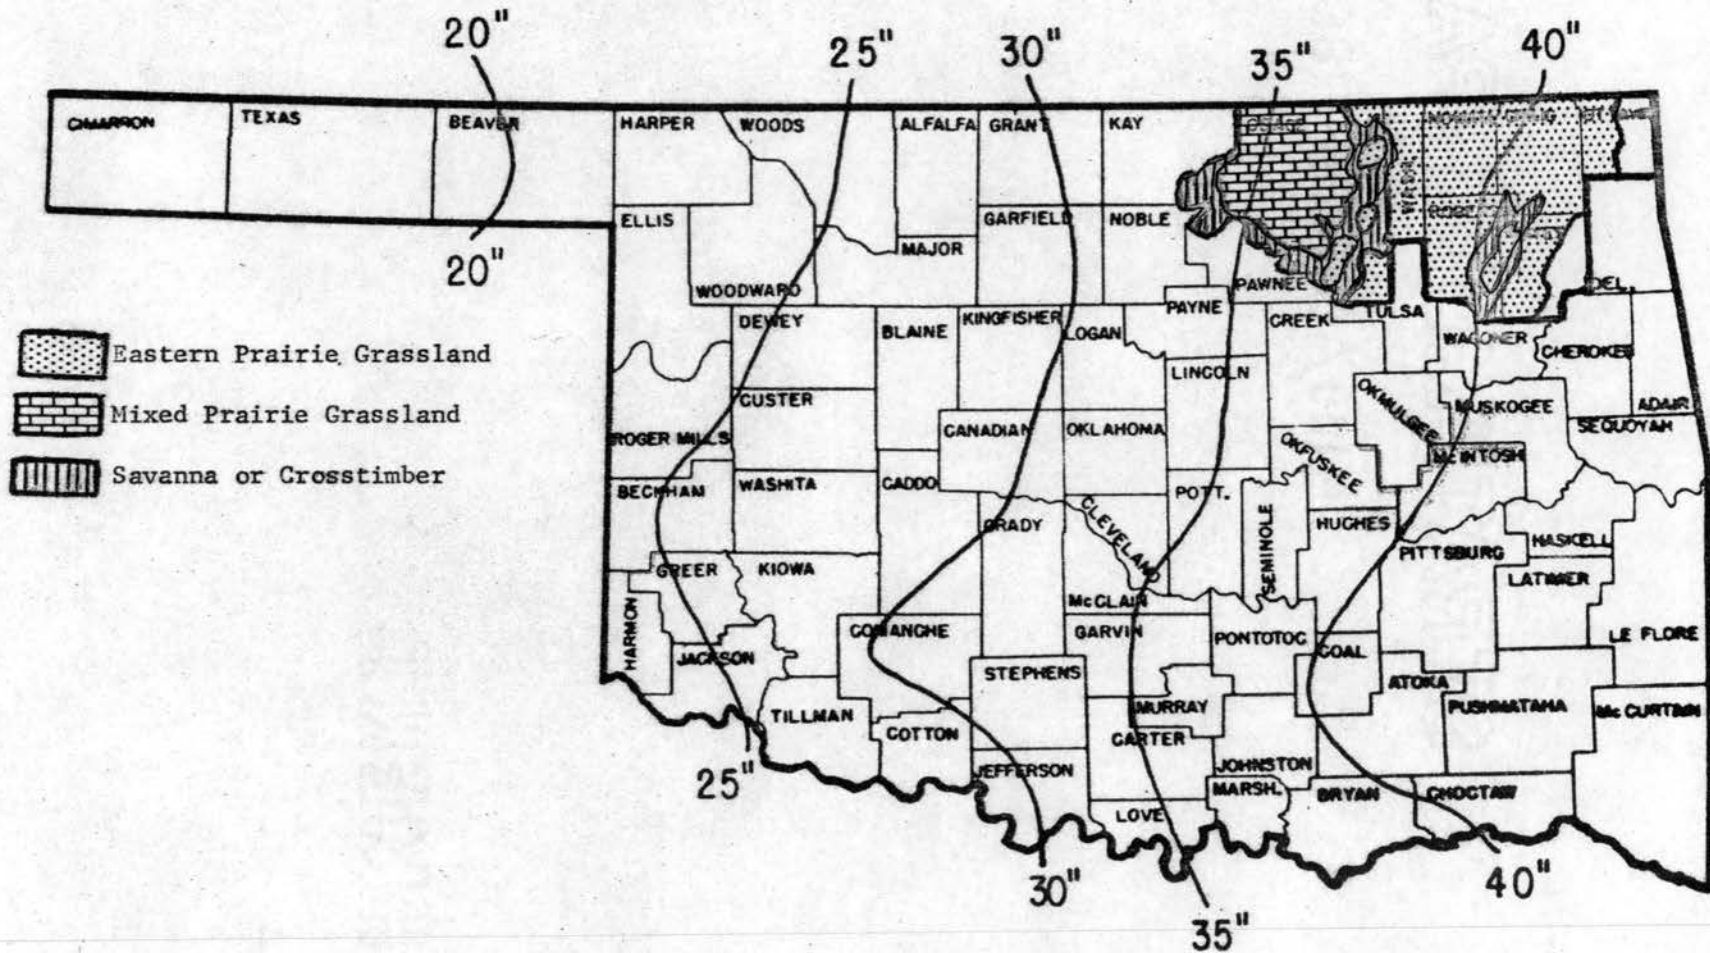 20" 25" 30" 35" 40"
CIMARRON TEXAS BEAVER HARPER WOODS ALFALFA GRANT KAY
ELLIS GARFIELD NOBLE
MAJOR
20"
WOODWARD PAWNEE DEL.
DEWEY BLAINE KINGFISHER LOGAN PAYNE CREEK TULSA
WAGONER CHEROKEE
Eastern Prairie Grassland
LINCOLN
CUSTER OKMULGEE MUSKOGEE ADAIR
Mixed Prairie Grassland
ROGER MILLS CANADIAN OKLAHOMA SEQUOYAH
OKFUSKEE McINTOSH
Savanna or Crosstimber
BECKHAM WASHITA CADDO POTT.
GRADY CLEVELAND SEMINOLE HUGHES
PITTSBURG HASKELL
GREER KIOWA LATIMER
HARMON McCLAIN
COMANCHE GARVIN PONTOTOC LE FLORE
JACKSON STEPHENS COAL
ATOKA
TILLMAN MURRAY PUSHMATAHA McCURTAIN
COTTON CARTER
25" JEFFERSON JOHNSTON
MARSH. BRYAN CHOCTAW
LOVE
30" 40"
35"